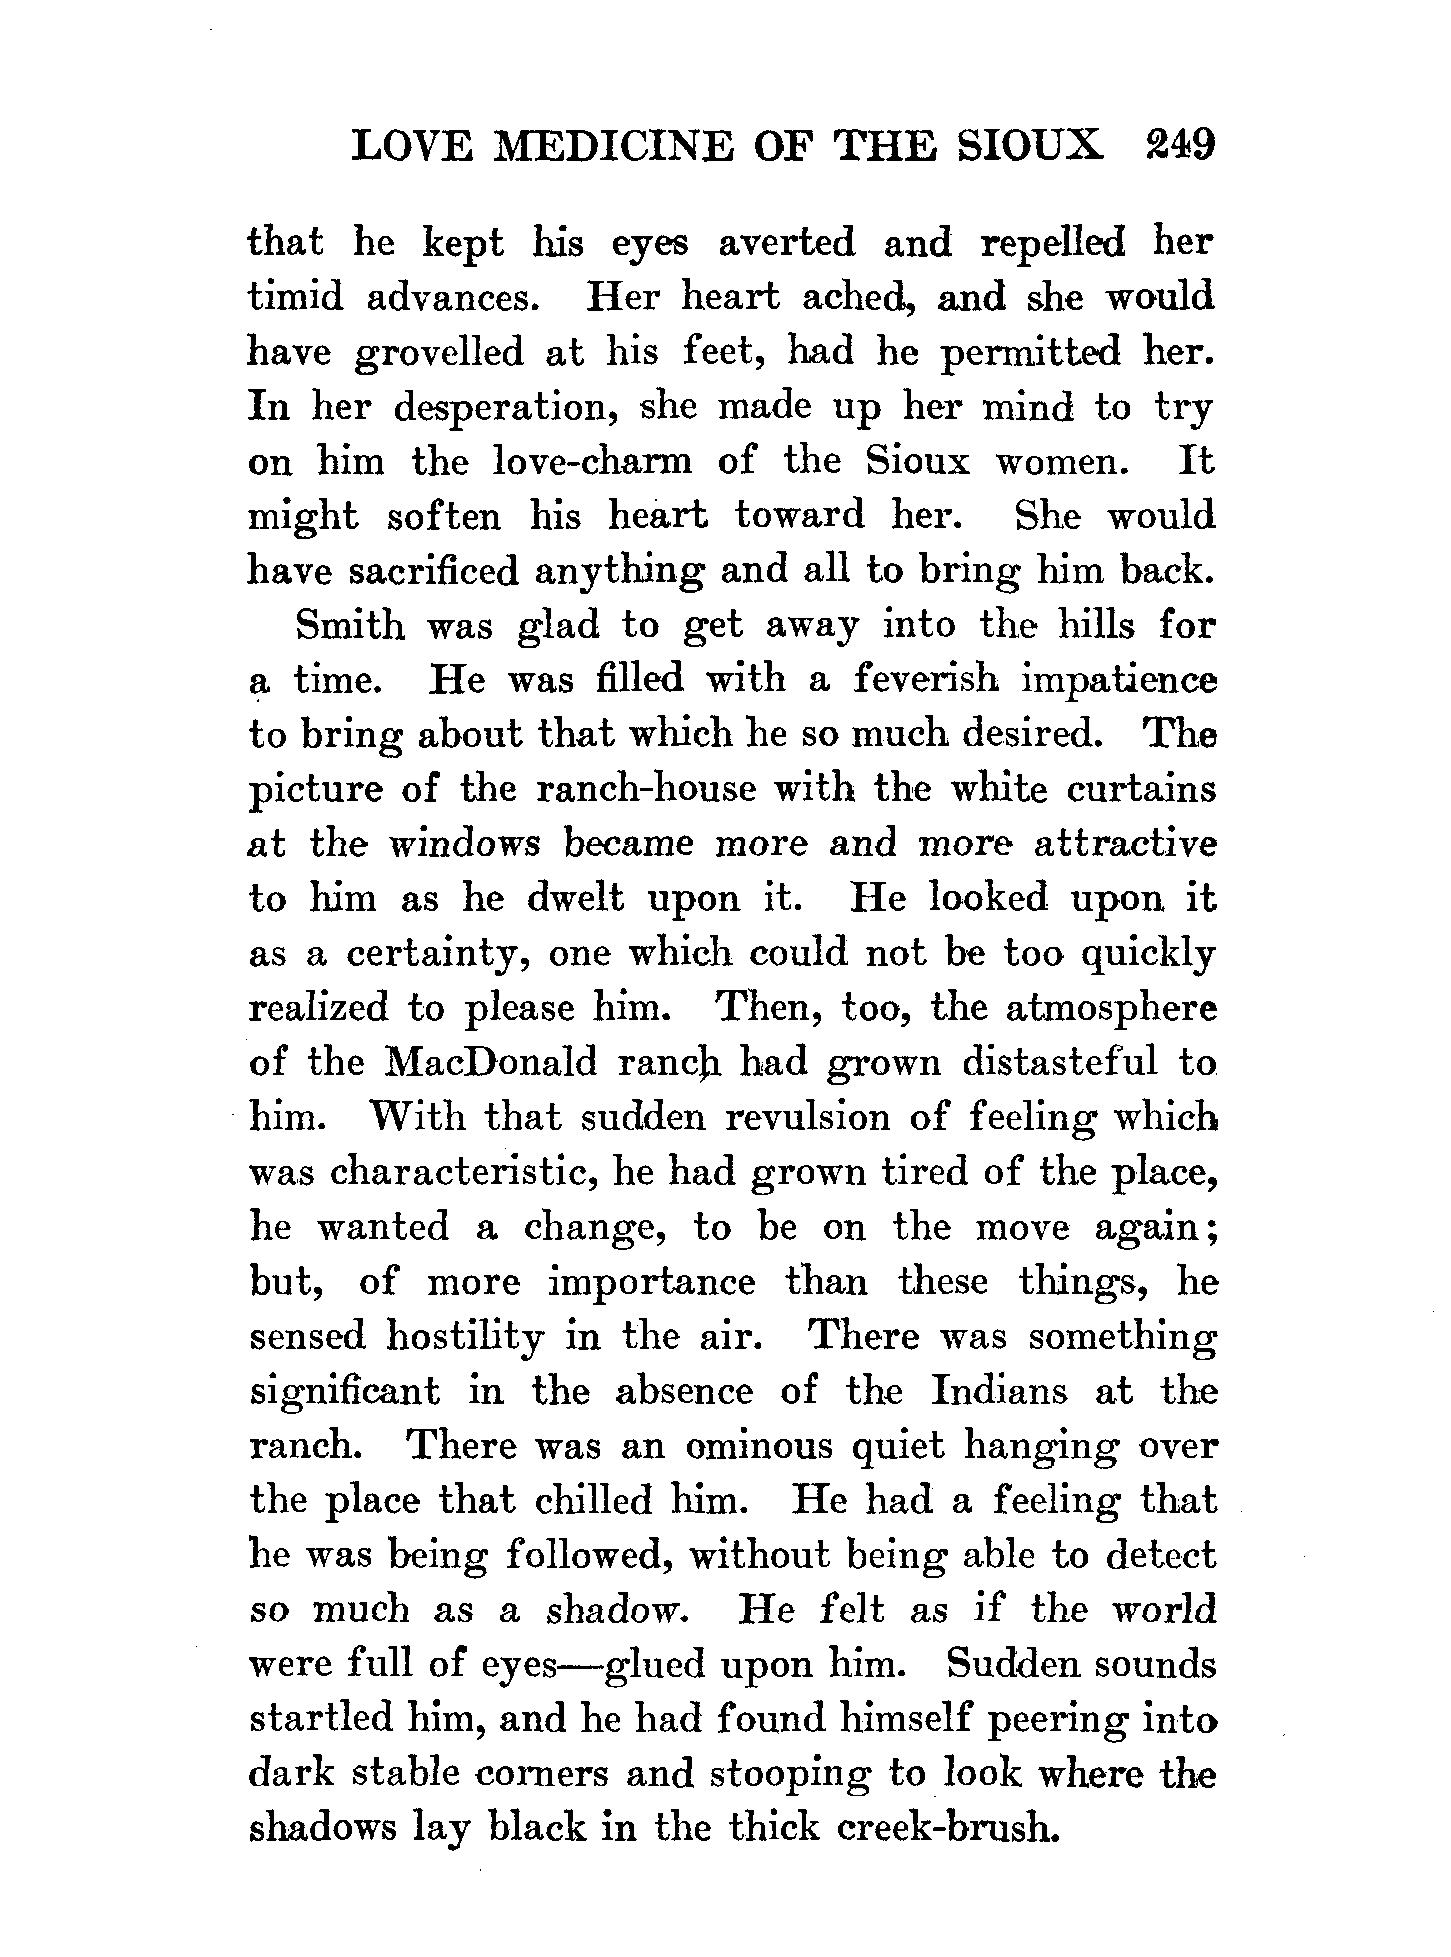 LOVE MEDICINE OF THE SIOUX 249
that he kept his eyes averted and repelled her
timid advances. Her heart ached, and she would
have grovelled at his feet, had he permitted her.
In her desperation, she made up her mind to try
on him the love-charm of the Sioux women. It
might soften his heart toward her. She would
have sacrificed anything and all to bring him back.
Smith was glad to get away into the hills for
a time. He was filled with a feverish impatience
to bring about that which he so much desired. The
picture of the ranch-house with the white curtains
at the windows became more and more attractive
to him as he dwelt upon it. He looked upon it
as a certainty, one which could not be too quickly
realized to please him. Then, too, the atmosphere
of the MacDonald ranch had grown distasteful to
him. With that sudden revulsion of feeling which
was characteristic, he had grown tired of the place,
he wanted a change, to be on the move again;
but, of more importance than these things, he
sensed hostility in the air. There was something
significant in the absence of the Indians at the
ranch. There was an ominous quiet hanging over
the place that chilled him. He had a feeling that
he was being followed, without being able to detect
so much as a shadow. He felt as if the world
were full of eyes—glued upon him. Sudden sounds
startled him, and he had found himself peering into
dark stable corners and stooping to look where the
shadows lay black in the thick creek-brush.